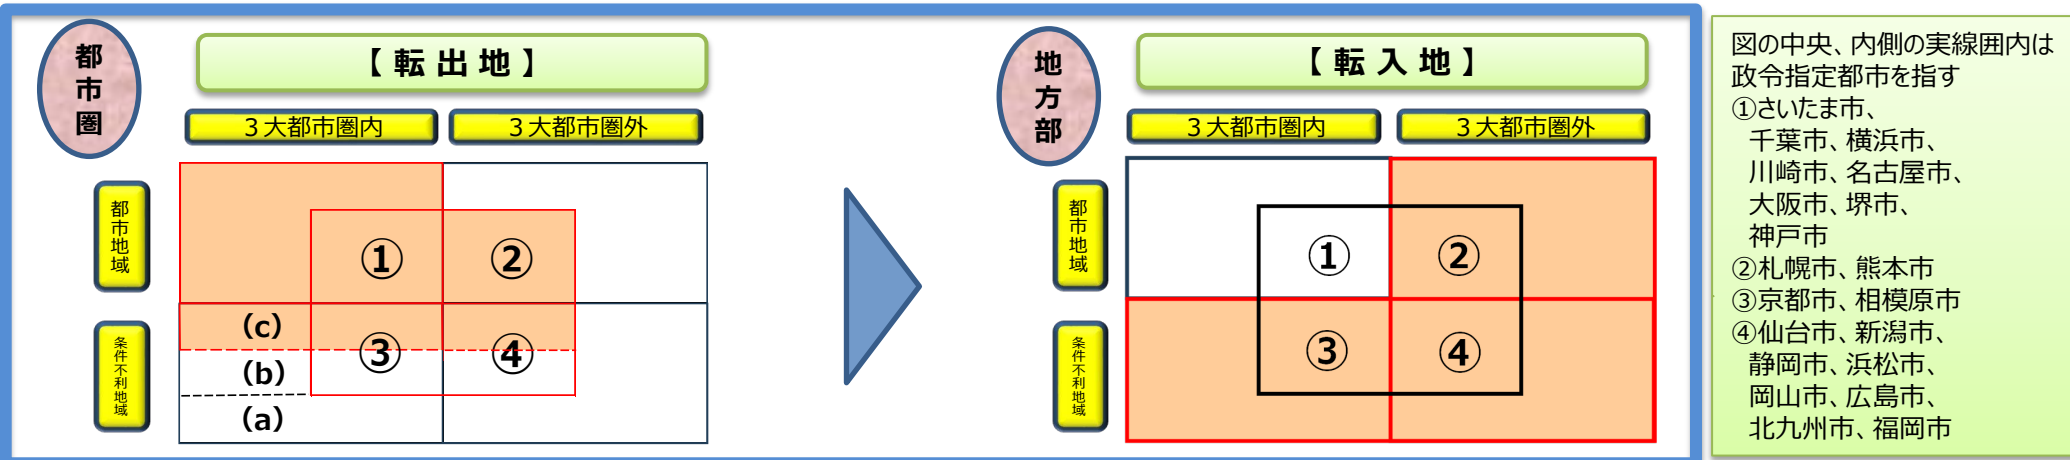 都市圏
【転出地】
3大都市圏内
3大都市圏外
都市地域
条件不利地域
①
②
(c)
③
④
(b)
(a)
地方部
【転入地】
3大都市圏内
3大都市圏外
都市地域
条件不利地域
①
②
③
④
図の中央、内側の実線囲内は
政令指定都市を指す
①さいたま市、
千葉市、横浜市、
川崎市、名古屋市、
大阪市、堺市、
神戸市
②札幌市、熊本市
③京都市、相模原市
④仙台市、新潟市、
静岡市、浜松市、
岡山市、広島市、
北九州市、福岡市